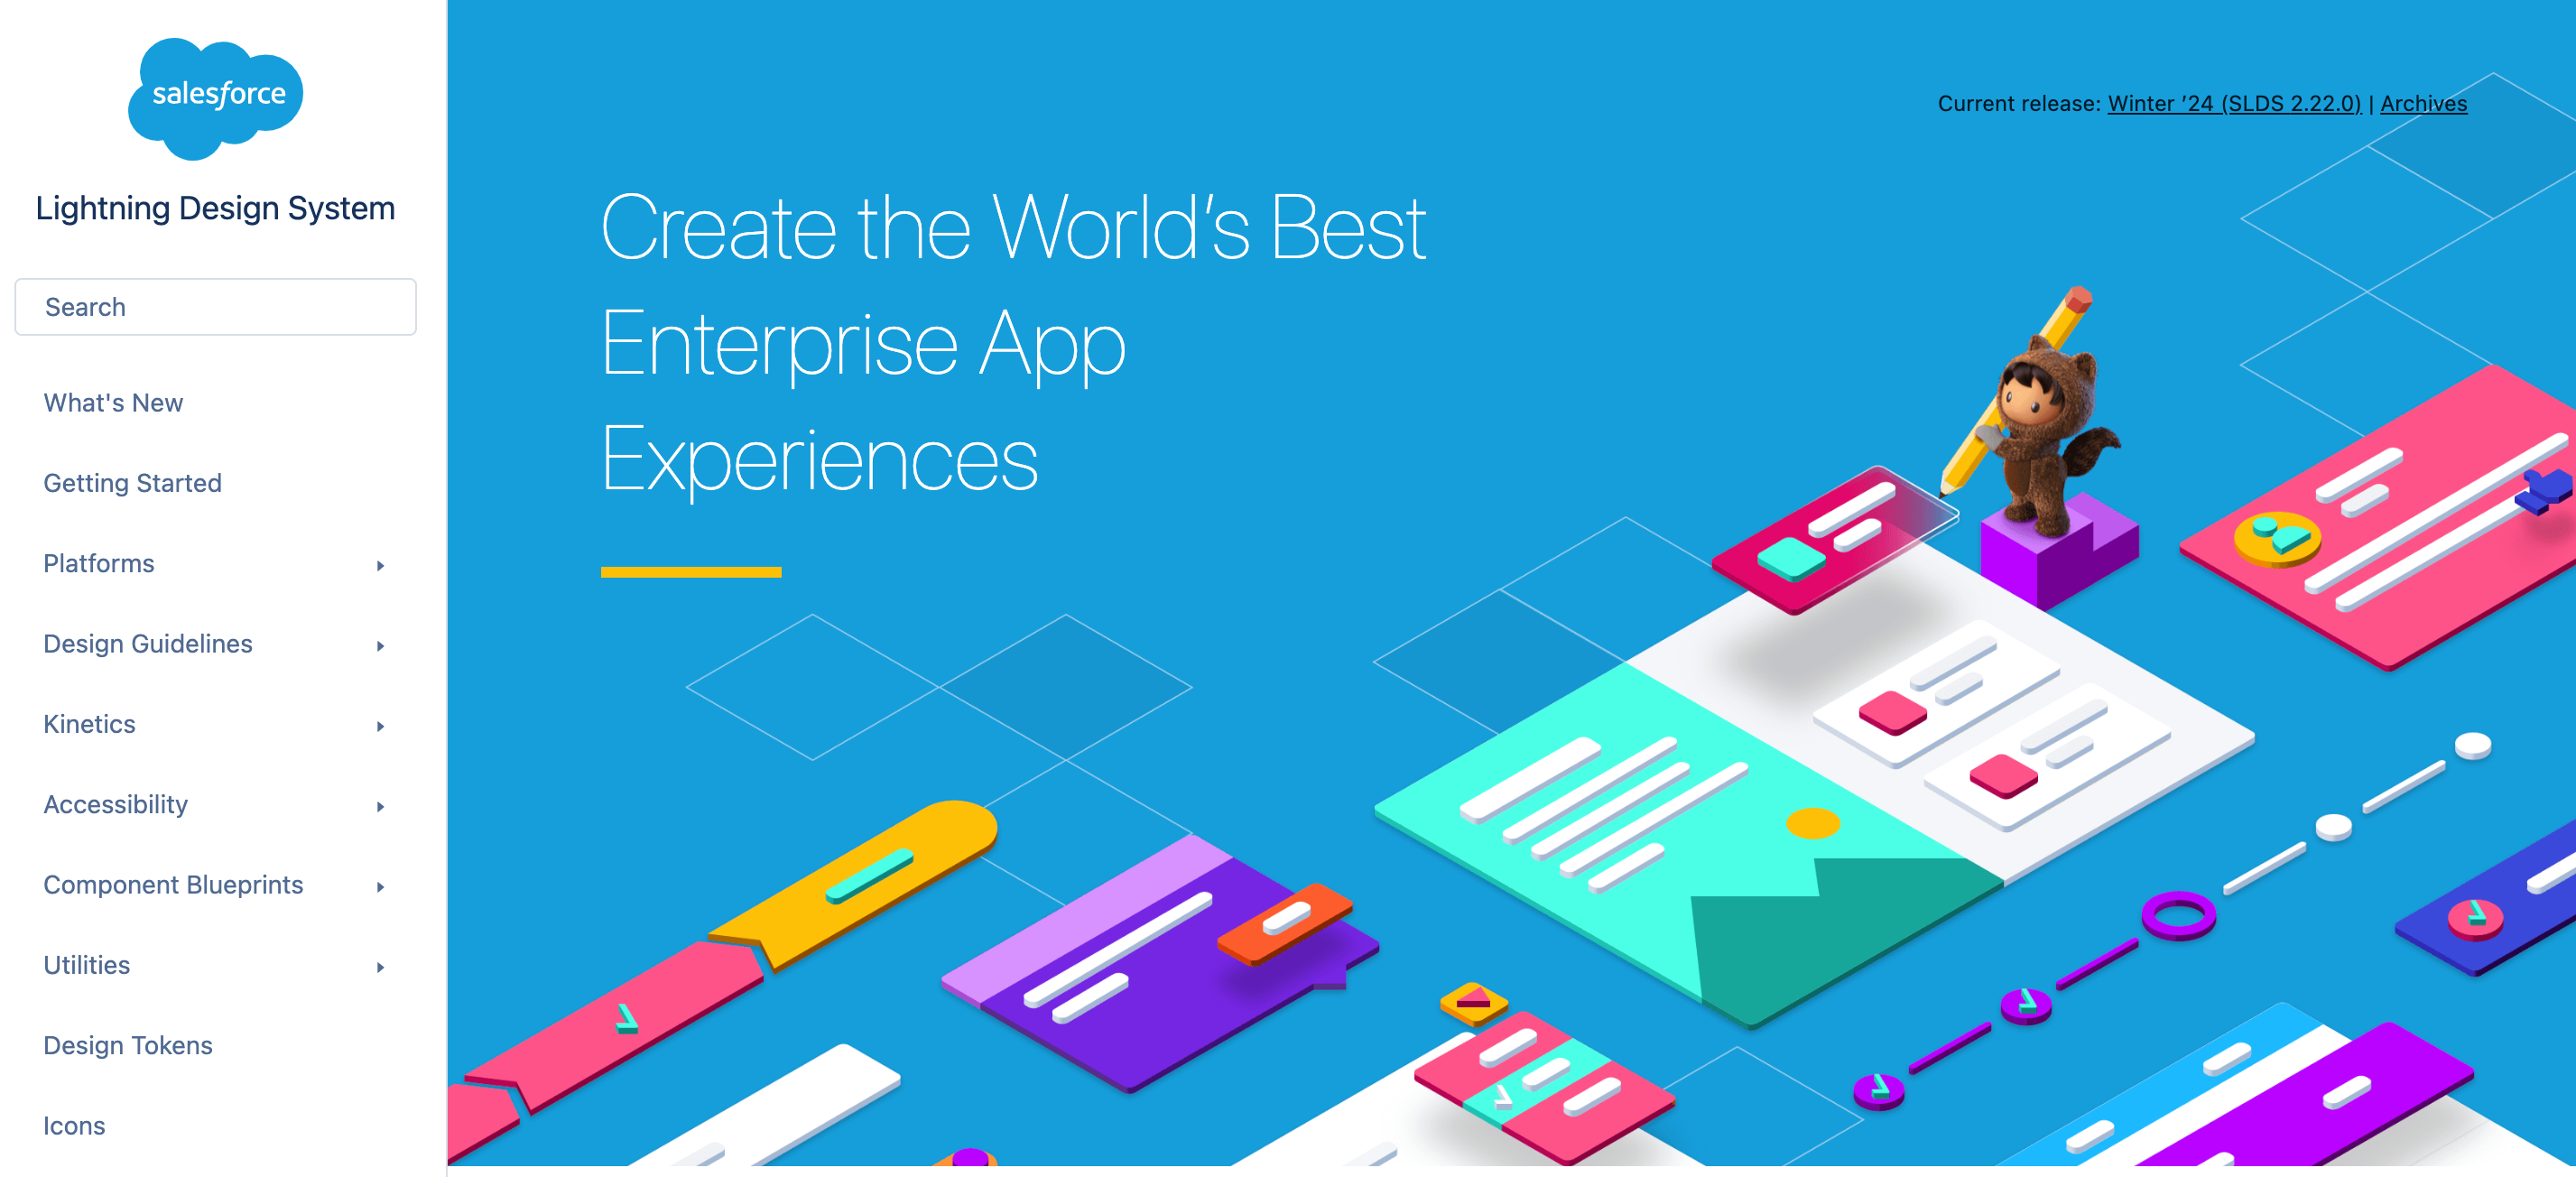 salesforce
Lightning Design System
Search
What's New
Getting Started
Platforms
Design Guidelines
Kinetics
Accessibility
Component Blueprints
Utilities
Design Tokens
Icons
Current release: Winter ’24 (SLDS 2.22.0) | Archives
Create the World’s Best
Enterprise App
Experiences